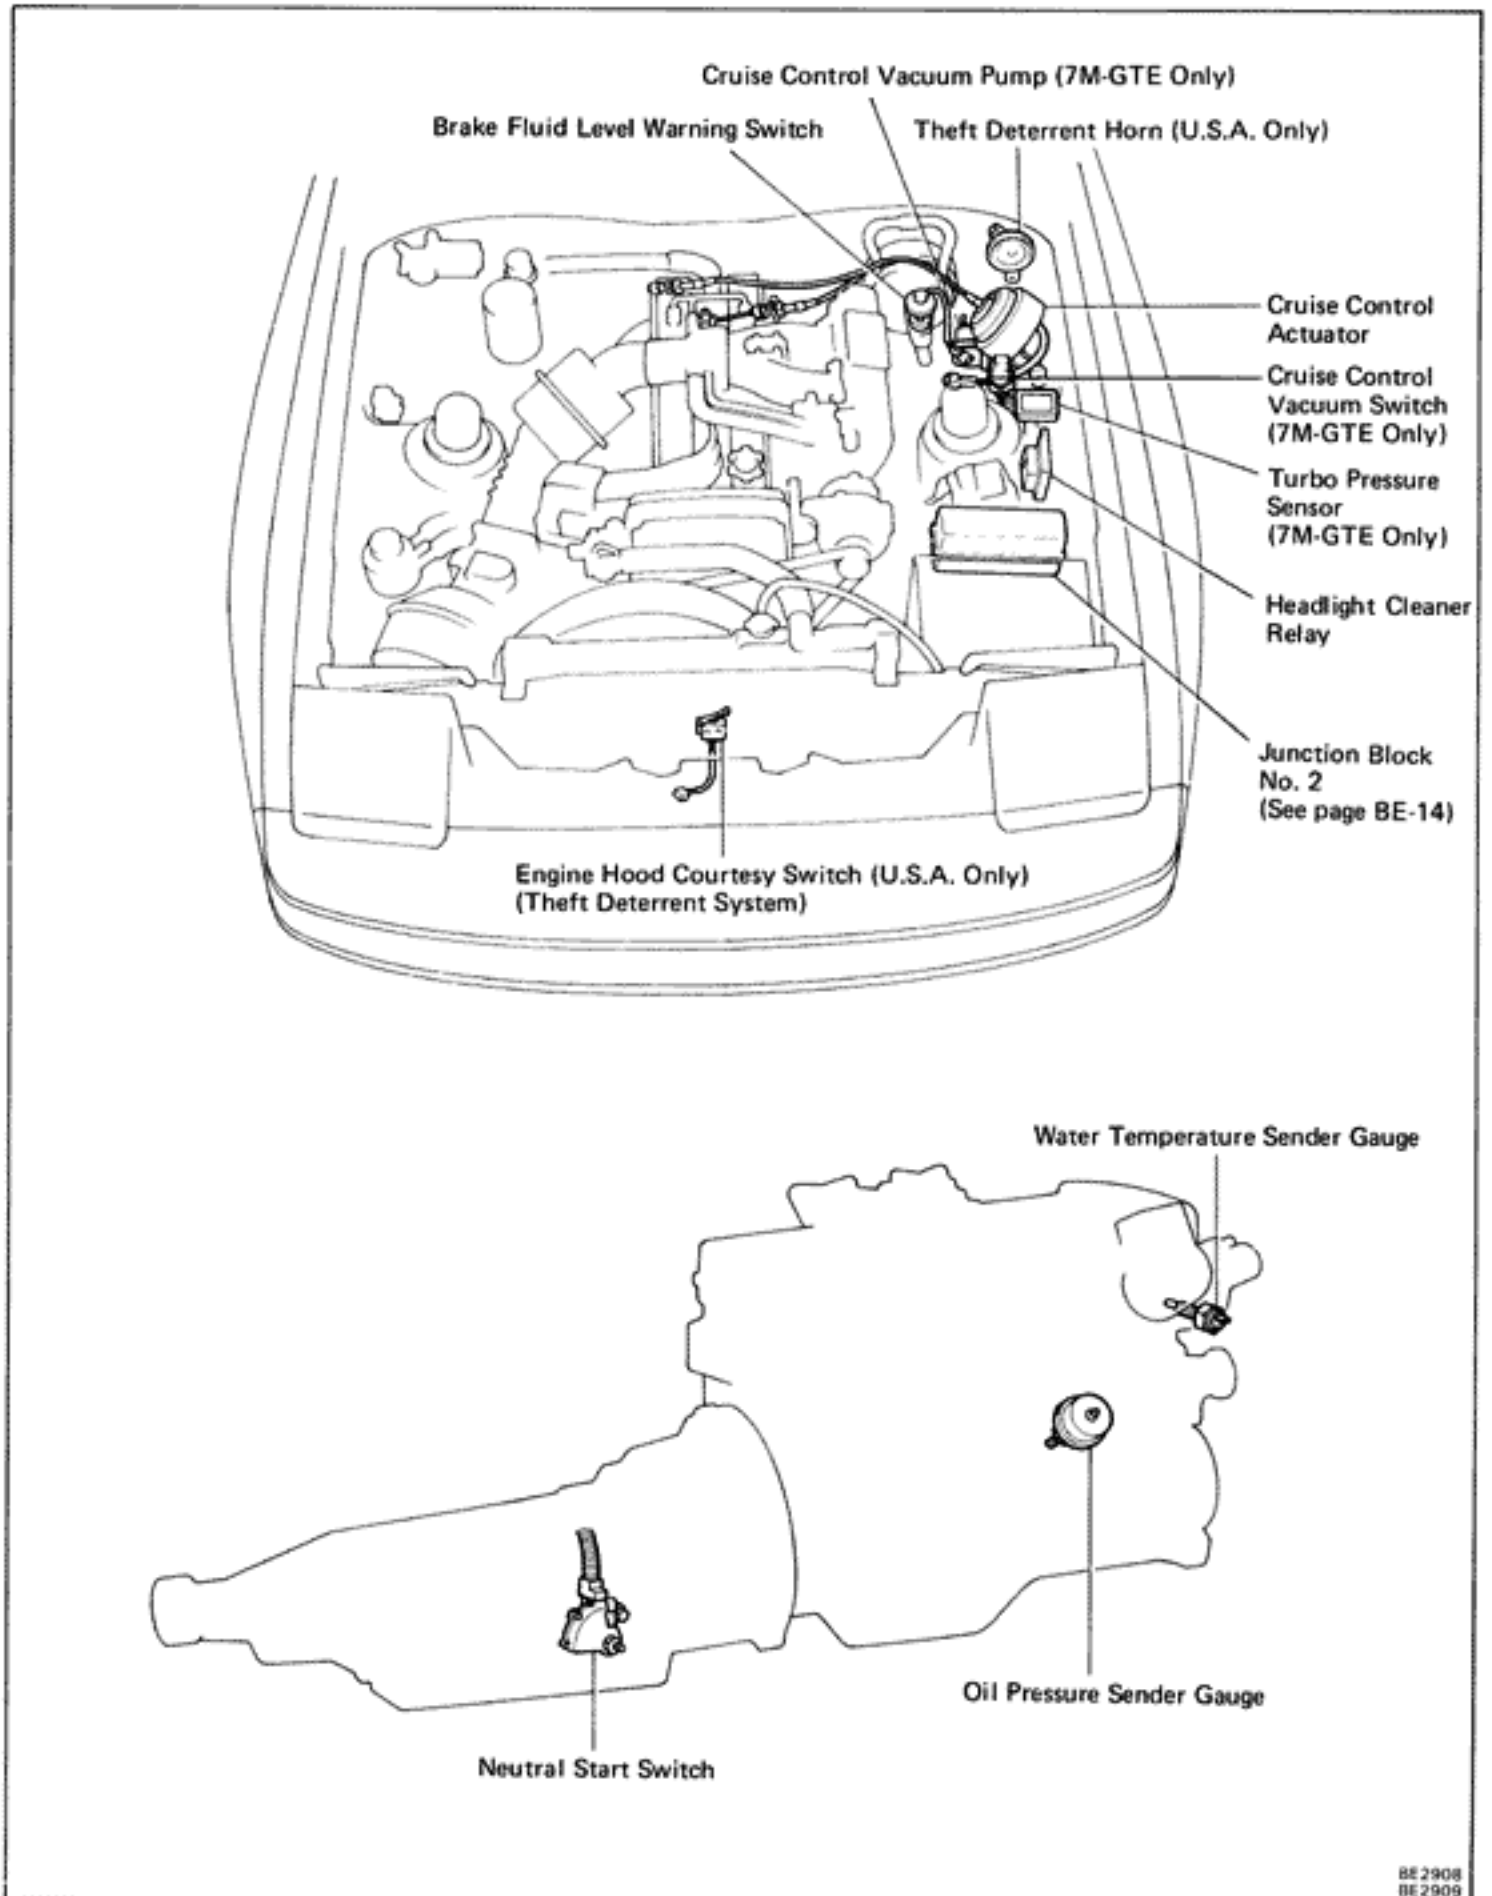 Cruise Control Vacuum Pump (7M-GTE Only)
Brake Fluid Level Warning Switch
Theft Deterrent Horn (U.S.A. Only)
Cruise Control
Actuator
Cruise Control
Vacuum Switch
(7M-GTE Only)
Turbo Pressure
Sensor
(7M-GTE Only)
Headlight Cleaner
Relay
Junction Block
No. 2
(See page BE-14)
Engine Hood Courtesy Switch (U.S.A. Only)
(Theft Deterrent System)
Water Temperature Sender Gauge
Oil Pressure Sender Gauge
Neutral Start Switch
BE2908
BE2909